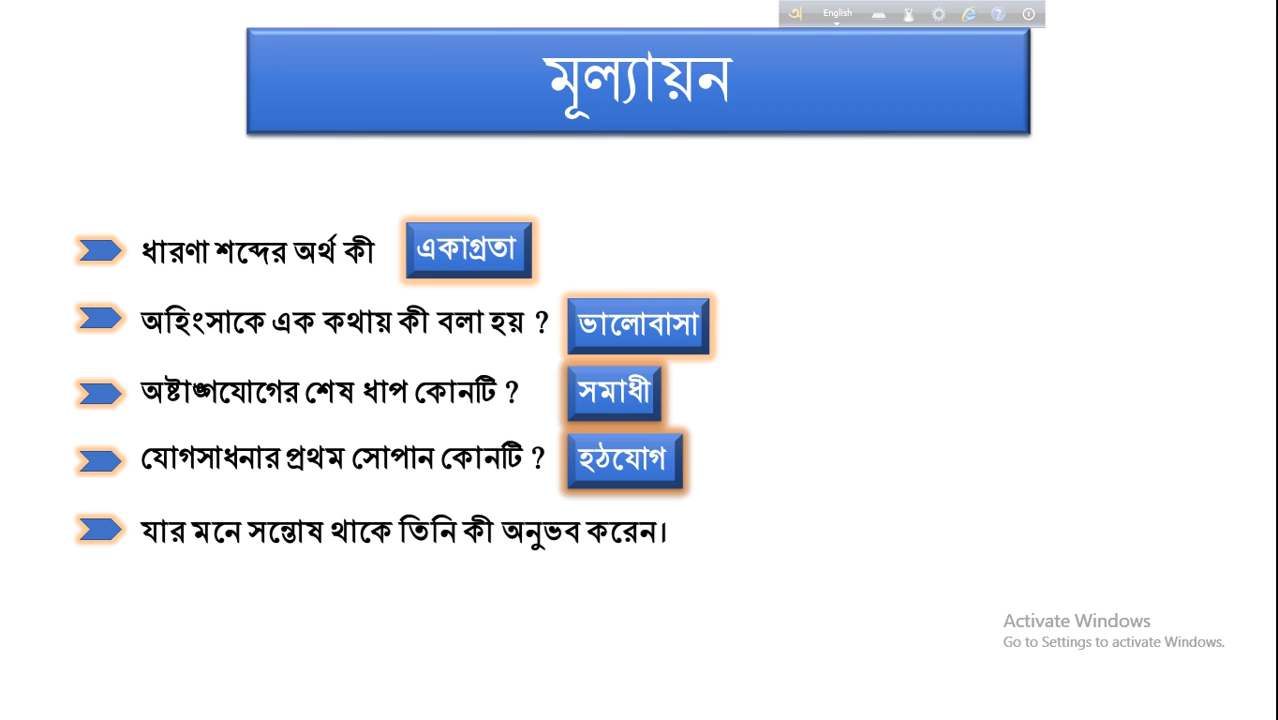 অ English
মূল্যায়ন
ধারণা শব্দের অর্থ কী একাগ্রতা
অহিংসাকে এক কথায় কী বলা হয় ? ভালোবাসা
অষ্টাঙ্গযোগের শেষ ধাপ কোনটি ? সমাধী
যোগসাধনার প্রথম সোপান কোনটি ? হঠযোগ
যার মনে সন্তোষ থাকে তিনি কী অনুভব করেন।
Activate Windows
Go to Settings to activate Windows.